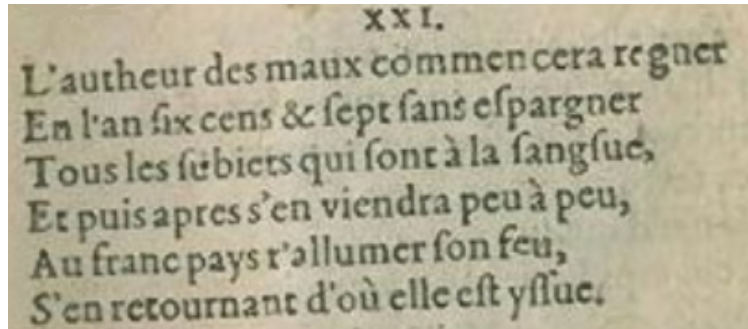 XXI.
L'autheur des maux commencera regner
En l'an ſix cens & ſept ſans eſpargner
Tous les ſubiets qui ſont à la ſangſue,
Et puis apres s'en viendra peu à peu,
Au franc pays r'allumer ſon feu,
S'en retournant d'où elle eſt yſſue.